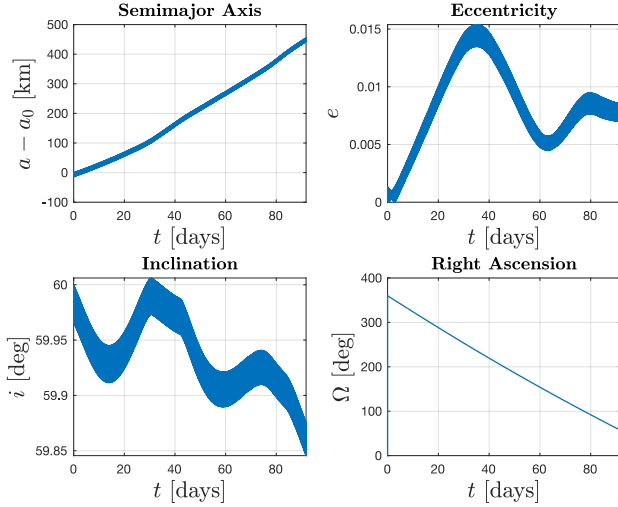 Semimajor Axis
500
400
300
200
100
0
-100
0 20 40 60 80
a − a₀ [km]
t [days]
Eccentricity
0.015
0.01
0.005
0
0 20 40 60 80
e
t [days]
Inclination
60
59.95
59.9
59.85
0 20 40 60 80
i [deg]
t [days]
Right Ascension
400
300
200
100
0
0 20 40 60 80
Ω [deg]
t [days]